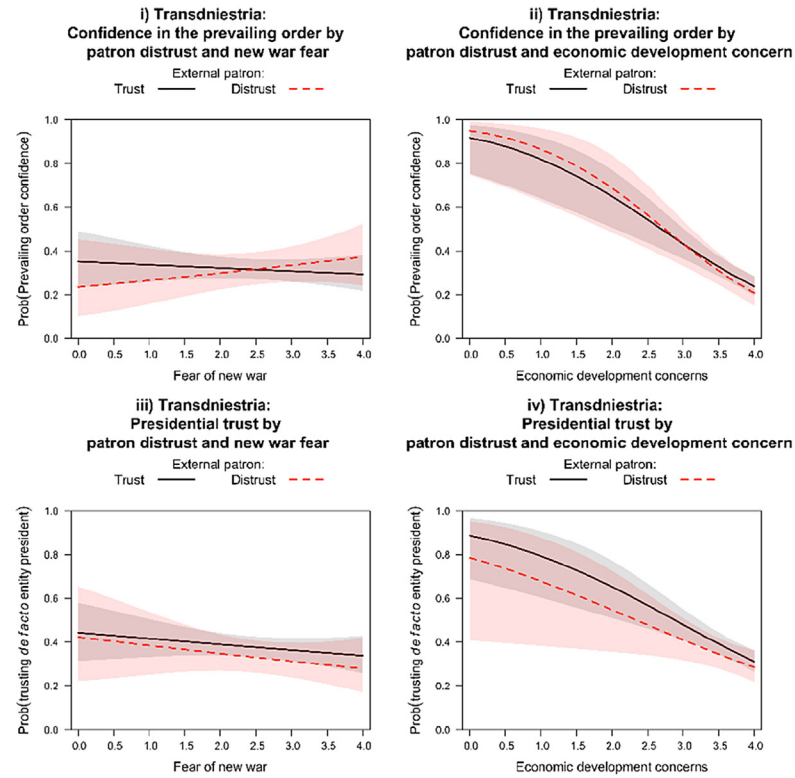 i) Transdniestria:
Confidence in the prevailing order by
patron distrust and new war fear
External patron:
Trust Distrust
Prob(Prevailing order confidence)
1.0
0.8
0.6
0.4
0.2
0.0
0.0 0.5 1.0 1.5 2.0 2.5 3.0 3.5 4.0
Fear of new war
ii) Transdniestria:
Confidence in the prevailing order by
patron distrust and economic development concern
External patron:
Trust Distrust
Prob(Prevailing order confidence)
1.0
0.8
0.6
0.4
0.2
0.0
0.0 0.5 1.0 1.5 2.0 2.5 3.0 3.5 4.0
Economic development concerns
iii) Transdniestria:
Presidential trust by
patron distrust and new war fear
External patron:
Trust Distrust
Prob(trusting de facto entity president)
1.0
0.8
0.6
0.4
0.2
0.0
0.0 0.5 1.0 1.5 2.0 2.5 3.0 3.5 4.0
Fear of new war
iv) Transdniestria:
Presidential trust by
patron distrust and economic development concern
External patron:
Trust Distrust
Prob(trusting de facto entity president)
1.0
0.8
0.6
0.4
0.2
0.0
0.0 0.5 1.0 1.5 2.0 2.5 3.0 3.5 4.0
Economic development concerns